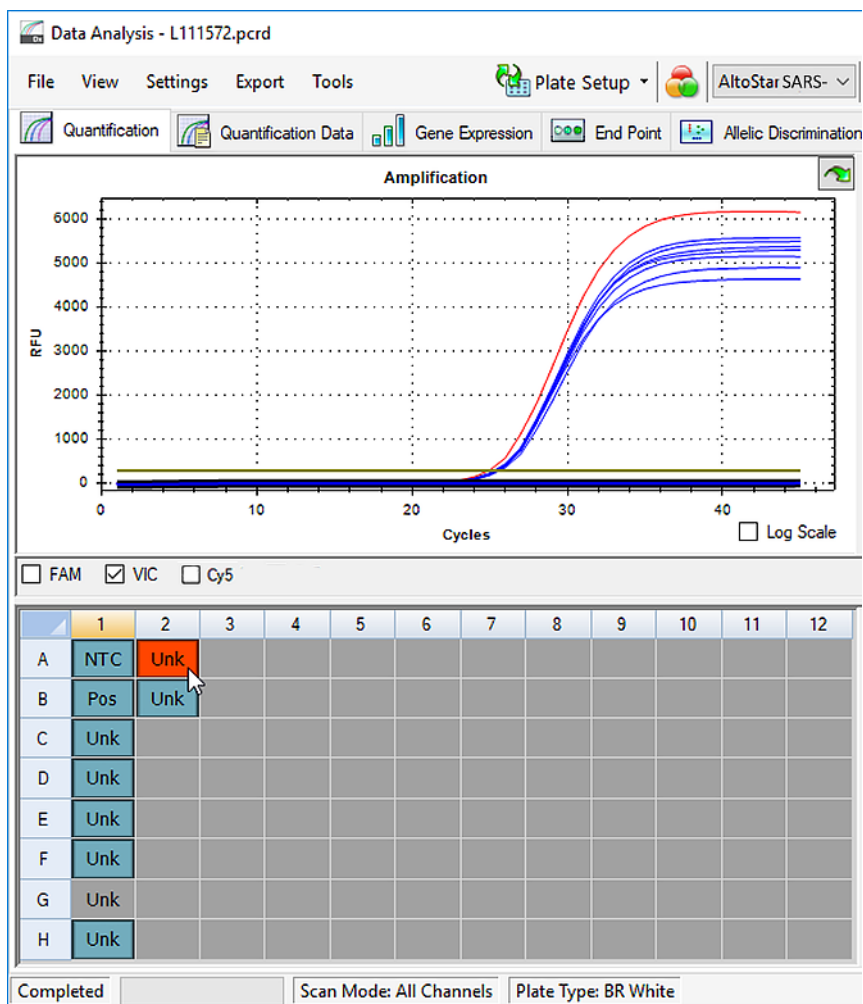 Data Analysis - L111572.pcrd
File View Settings Export Tools Plate Setup AltoStar SARS-
Quantification Quantification Data Gene Expression End Point Allelic Discrimination
Amplification
6000
5000
4000
3000
2000
1000
0
RFU
0 10 20 30 40
Cycles
Log Scale
FAM VIC Cy5
1 2 3 4 5 6 7 8 9 10 11 12
A NTC Unk
B Pos Unk
C Unk
D Unk
E Unk
F Unk
G Unk
H Unk
Completed Scan Mode: All Channels Plate Type: BR White